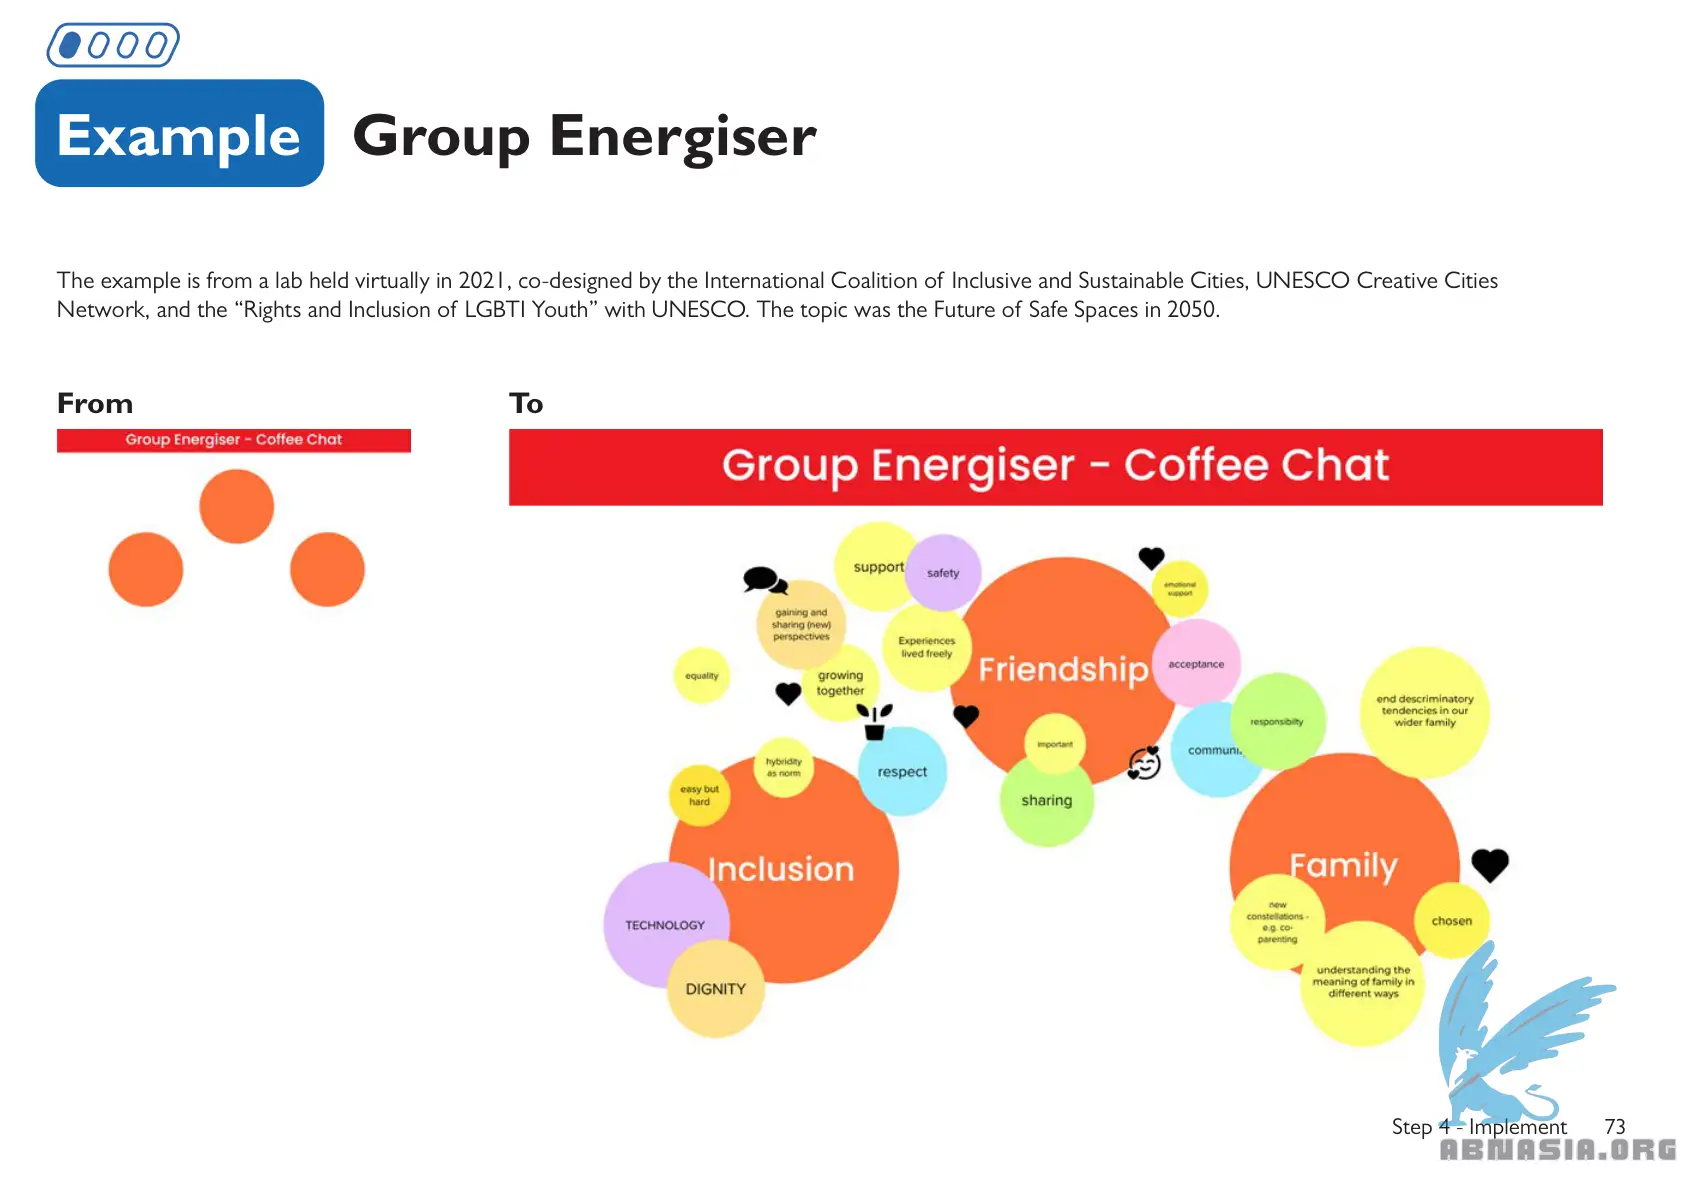 Example
Group Energiser
The example is from a lab held virtually in 2021, co-designed by the International Coalition of Inclusive and Sustainable Cities, UNESCO Creative Cities
Network, and the “Rights and Inclusion of LGBTI Youth” with UNESCO. The topic was the Future of Safe Spaces in 2050.
From
Group Energiser - Coffee Chat
To
Group Energiser - Coffee Chat
support
safety
gaining and
sharing (new)
perspectives
Experiences
lived freely
growing
together
equality
Friendship
emotional
support
acceptance
responsibilty
important
sharing
end descriminatory
tendencies in our
wider family
hybridity
as norm
respect
easy but
hard
Inclusion
TECHNOLOGY
DIGNITY
Family
new
constellations -
e.g. co-
parenting
chosen
understanding the
meaning of family in
different ways
Step 4 - Implement 73
ABNASIA.ORG